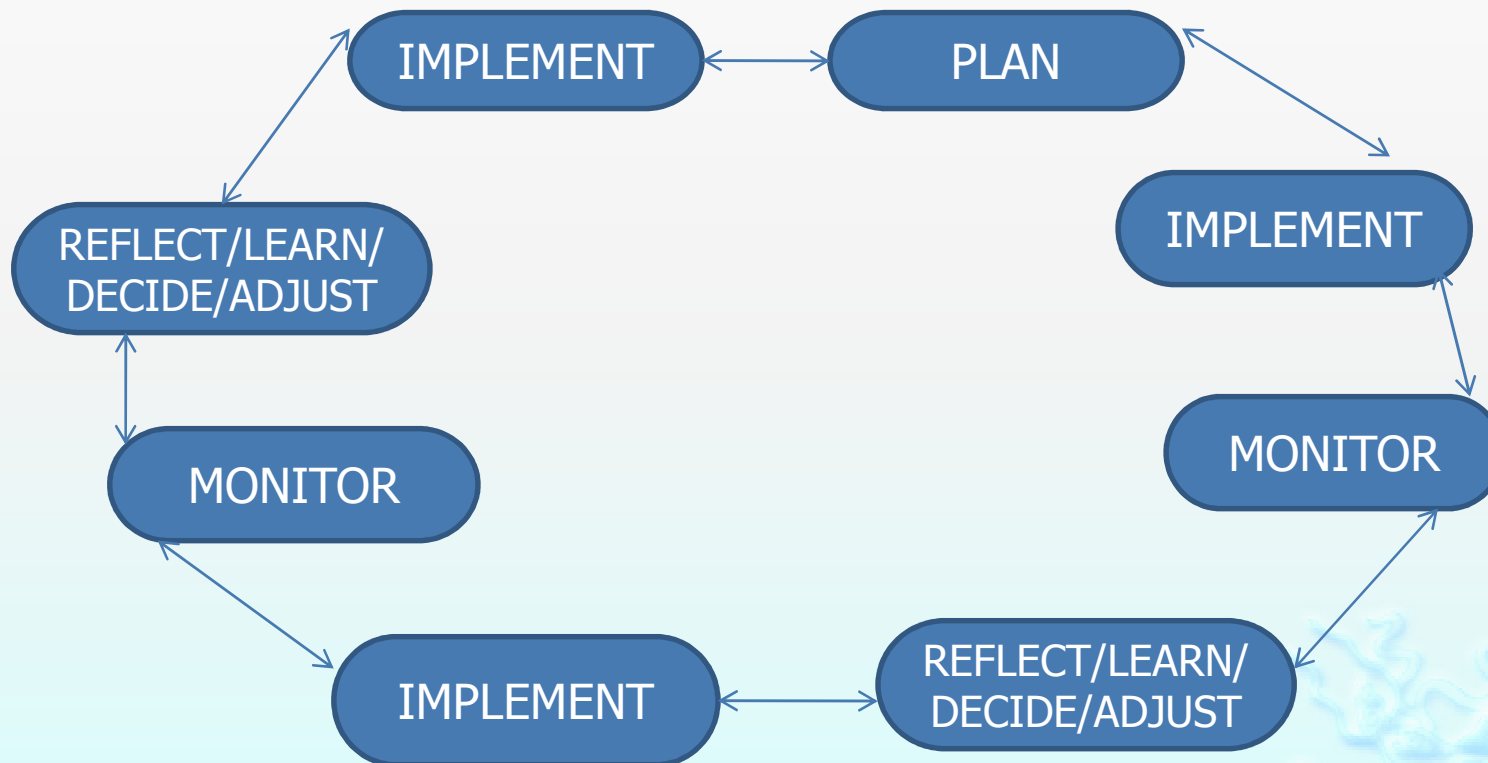 IMPLEMENT
PLAN
IMPLEMENT
REFLECT/LEARN/
DECIDE/ADJUST
MONITOR
MONITOR
IMPLEMENT
REFLECT/LEARN/
DECIDE/ADJUST